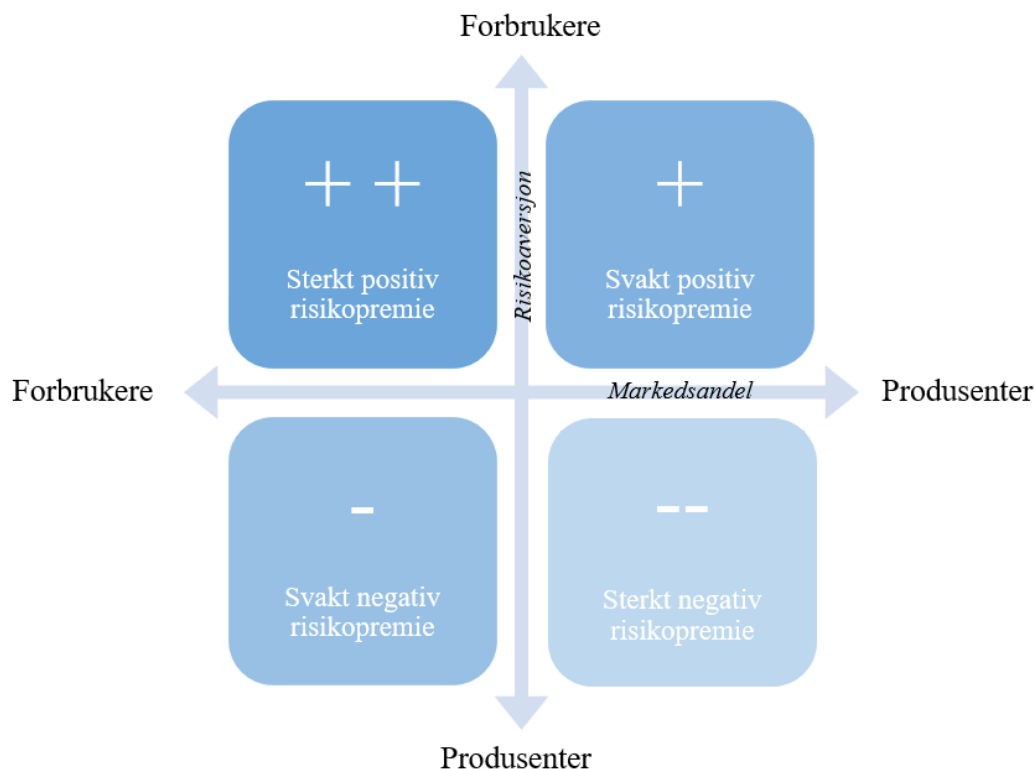 Forbrukere
+ +
Sterkt positiv
risikopremie
Risikoaversjon
+
Svakt positiv
risikopremie
Forbrukere
Markedsandel
Produsenter
-
Svakt negativ
risikopremie
--
Sterkt negativ
risikopremie
Produsenter